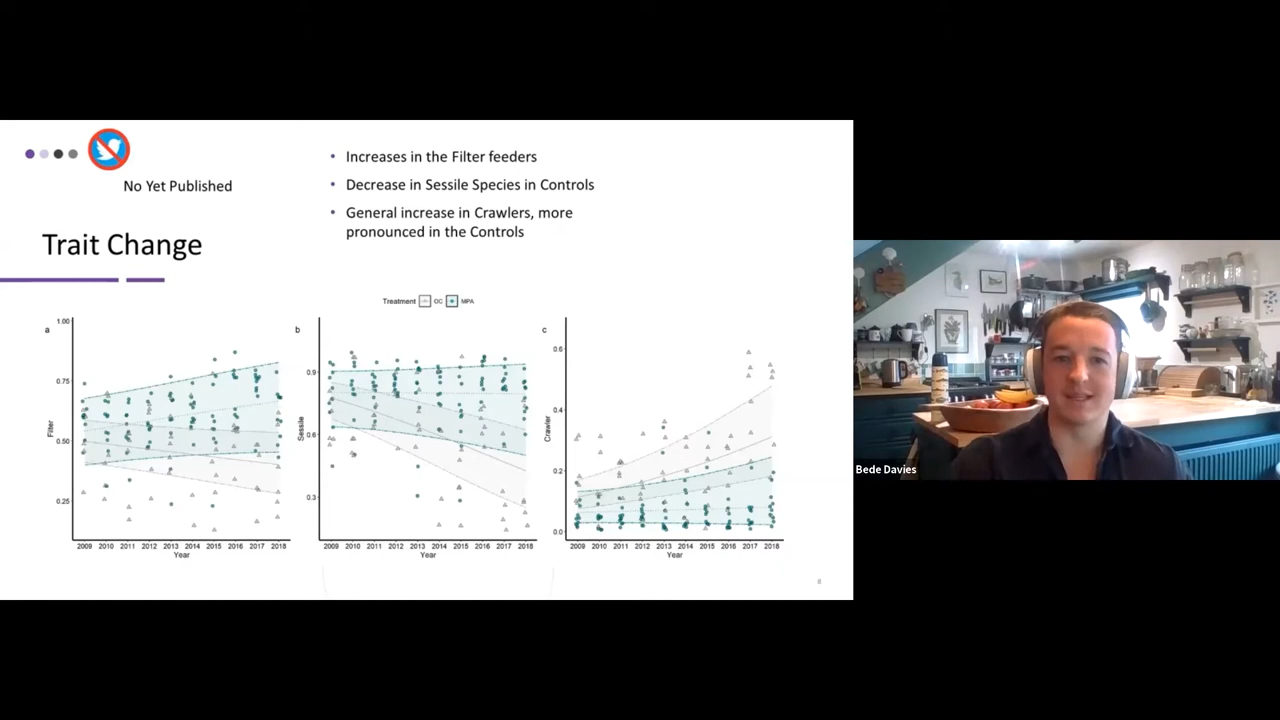 No Yet Published
Trait Change
• Increases in the Filter feeders
• Decrease in Sessile Species in Controls
• General increase in Crawlers, more
pronounced in the Controls
Treatment OC MPA
a
1.00
0.75
0.50
0.25
Filter
2009 2010 2011 2012 2013 2014 2015 2016 2017 2018
Year
b
0.9
0.6
0.3
Sessile
2009 2010 2011 2012 2013 2014 2015 2016 2017 2018
Year
c
0.6
0.4
0.2
0.0
Crawler
2009 2010 2011 2012 2013 2014 2015 2016 2017 2018
Year
8
Bede Davies